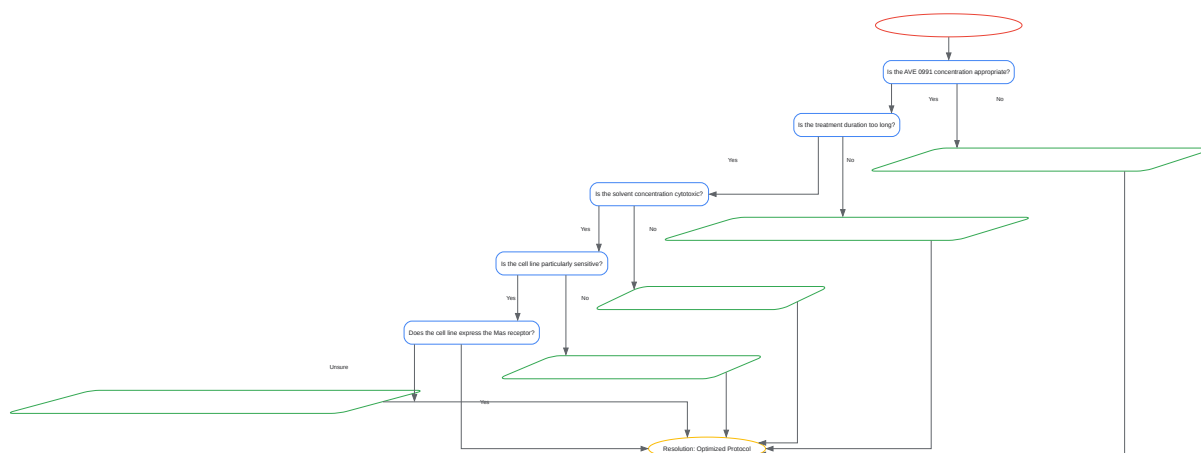 Is the AVE 0991 concentration appropriate?
Yes
No
Is the treatment duration too long?
Yes
No
Is the solvent concentration cytotoxic?
Yes
No
Is the cell line particularly sensitive?
Yes
No
Does the cell line express the Mas receptor?
Unsure
Yes
Resolution: Optimized Protocol